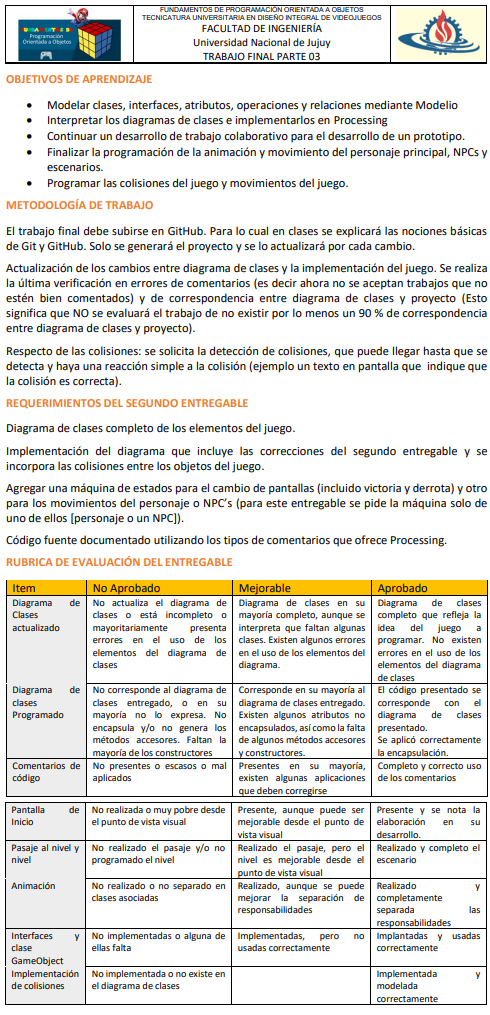 FUNDAMENTOS DE PROGRAMACIÓN ORIENTADA A OBJETOS
TECNICATURA UNIVERSITARIA EN DISEÑO INTEGRAL DE VIDEOJUEGOS
FACULTAD DE INGENIERÍA
Universidad Nacional de Jujuy
TRABAJO FINAL PARTE 03
Programación
Orientada a Objetos
OBJETIVOS DE APRENDIZAJE
• Modelar clases, interfaces, atributos, operaciones y relaciones mediante Modelio
• Interpretar los diagramas de clases e implementarlos en Processing
• Continuar un desarrollo de trabajo colaborativo para el desarrollo de un prototipo.
• Finalizar la programación de la animación y movimiento del personaje principal, NPCs y
escenarios.
• Programar las colisiones del juego y movimientos del juego.
METODOLOGÍA DE TRABAJO
El trabajo final debe subirse en GitHub. Para lo cual en clases se explicará las nociones básicas
de Git y GitHub. Solo se generará el proyecto y se lo actualizará por cada cambio.
Actualización de los cambios entre diagrama de clases y la implementación del juego. Se realiza
la última verificación en errores de comentarios (es decir ahora no se aceptan trabajos que no
estén bien comentados) y de correspondencia entre diagrama de clases y proyecto (Esto
significa que NO se evaluará el trabajo de no existir por lo menos un 90 % de correspondencia
entre diagrama de clases y proyecto).
Respecto de las colisiones: se solicita la detección de colisiones, que puede llegar hasta que se
detecta y haya una reacción simple a la colisión (ejemplo un texto en pantalla que indique que
la colisión es correcta).
REQUERIMIENTOS DEL SEGUNDO ENTREGABLE
Diagrama de clases completo de los elementos del juego.
Implementación del diagrama que incluye las correcciones del segundo entregable y se
incorpora las colisiones entre los objetos del juego.
Agregar una máquina de estados para el cambio de pantallas (incluido victoria y derrota) y otro
para los movimientos del personaje o NPC's (para este entregable se pide la máquina solo de
uno de ellos [personaje o un NPC]).
Código fuente documentado utilizando los tipos de comentarios que ofrece Processing.
RUBRICA DE EVALUACIÓN DEL ENTREGABLE
Item No Aprobado Mejorable Aprobado
Diagrama de
Clases
actualizado
No actualiza el diagrama de
clases o está incompleto o
mayoritariamente presenta
errores en el uso de los
elementos del diagrama de
clases
Diagrama de clases en su
mayoría completo, aunque se
interpreta que faltan algunas
clases. Existen algunos errores
en el uso de los elementos del
diagrama.
Diagrama de clases
completo que refleja la
idea del juego a
programar. No existen
errores en el uso de los
elementos del diagrama
de clases
Diagrama de
clases
Programado
No corresponde al diagrama de
clases entregado, o en su
mayoría no lo expresa. No
encapsula y/o no genera los
métodos accesores. Faltan la
mayoría de los constructores
Corresponde en su mayoría al
diagrama de clases entregado.
Existen algunos atributos no
encapsulados, así como la falta
de algunos métodos accesores
y constructores.
El código presentado se
corresponde con el
diagrama de clases
presentado.
Se aplicó correctamente
la encapsulación.
Comentarios de
código
No presentes o escasos o mal
aplicados
Presentes en su mayoría,
existen algunas aplicaciones
que deben corregirse
Completo y correcto uso
de los comentarios
Pantalla de
Inicio
No realizada o muy pobre desde
el punto de vista visual
Presente, aunque puede ser
mejorable desde el punto de
vista visual
Presente y se nota la
elaboración en su
desarrollo.
Pasaje al nivel y
nivel
No realizado el pasaje y/o no
programado el nivel
Realizado el pasaje, pero el
nivel es mejorable desde el
punto de vista visual
Realizado y completo el
escenario
Animación
No realizado o no separado en
clases asociadas
Realizado, aunque se puede
mejorar la separación de
responsabilidades
Realizado y
completamente
separada las
responsabilidades
Interfaces y
clase
GameObject
No implementadas o alguna de
ellas falta
Implementadas, pero no
usadas correctamente
Implantadas y usadas
correctamente
Implementación
de colisiones
No implementada o no existe en
el diagrama de clases
Implementada y
modelada
correctamente